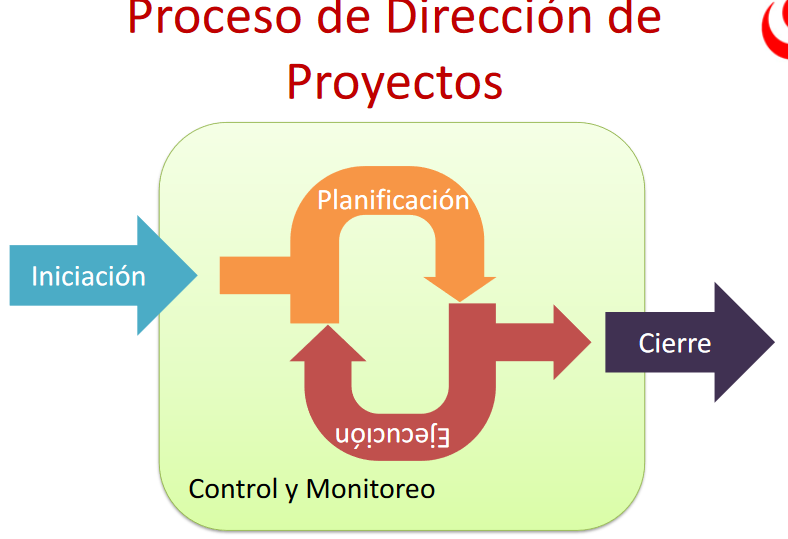 Proceso de Dirección de
Proyectos
Planificación
Iniciación
Cierre
Ejecución
Control y Monitoreo